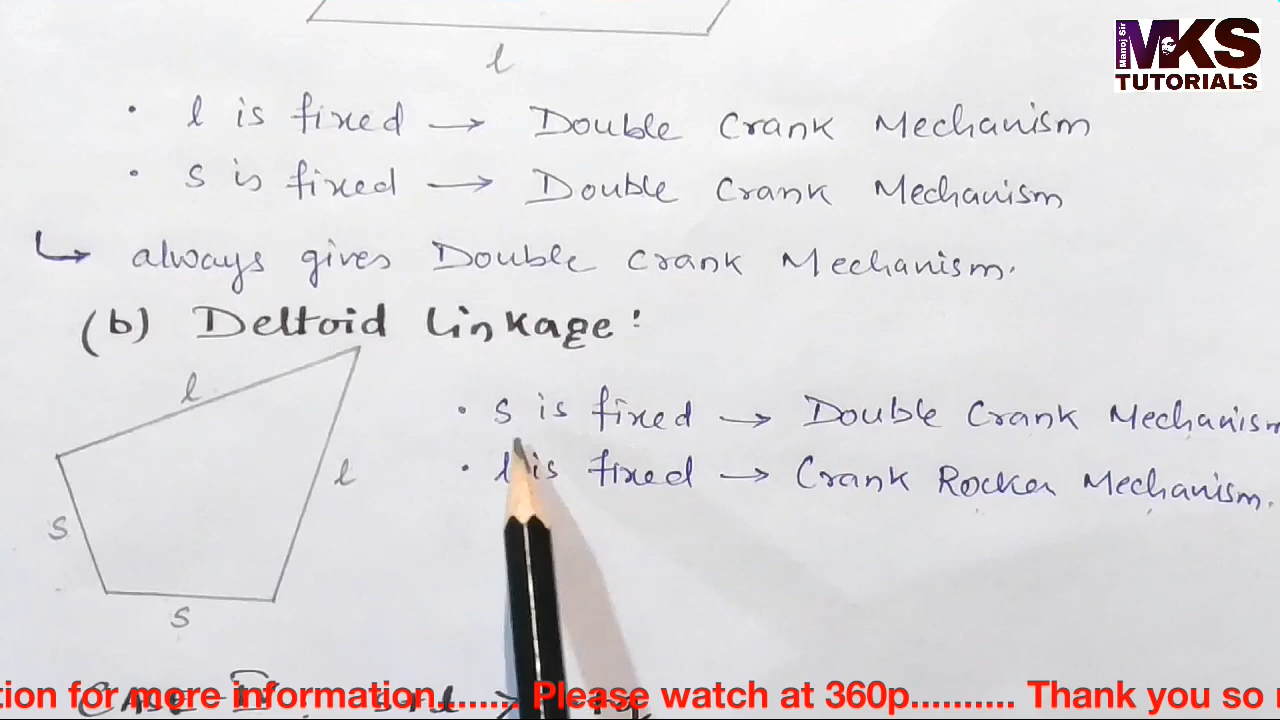 Manoj Sir
MKS
TUTORIALS
l
• l is fixed → Double Crank Mechanism
• s is fixed → Double Crank Mechanism
↳ always gives Double Crank Mechanism.
(b) Deltoid Linkage:
l
l
s
s
• s is fixed → Double Crank Mechanism
• l is fixed → Crank Rocker Mechanism.
tion for more information........ Please watch at 360p.......... Thank you so